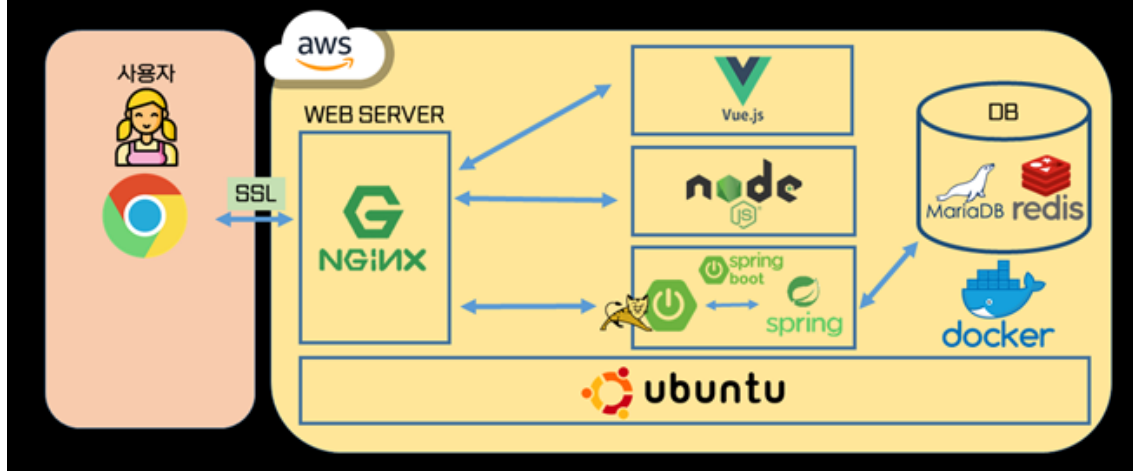 사용자
aws
WEB SERVER
SSL
NGiNX
Vue.js
node
JS
spring
boot
spring
DB
MariaDB
redis
docker
ubuntu